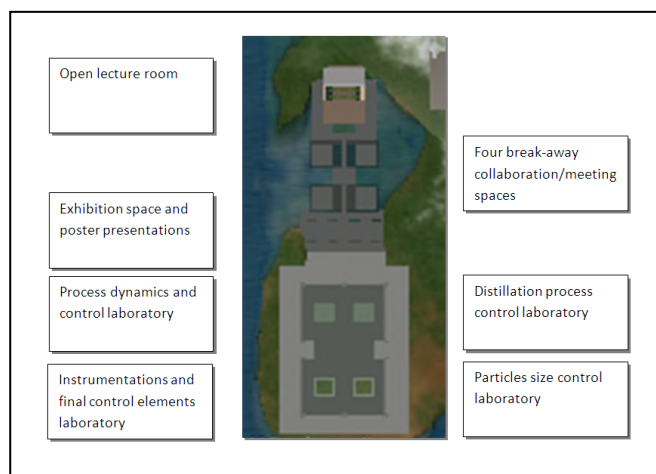 Open lecture room
Four break-away
collaboration/meeting
spaces
Exhibition space and
poster presentations
Process dynamics and
control laboratory
Distillation process
control laboratory
Instrumentations and
final control elements
laboratory
Particles size control
laboratory